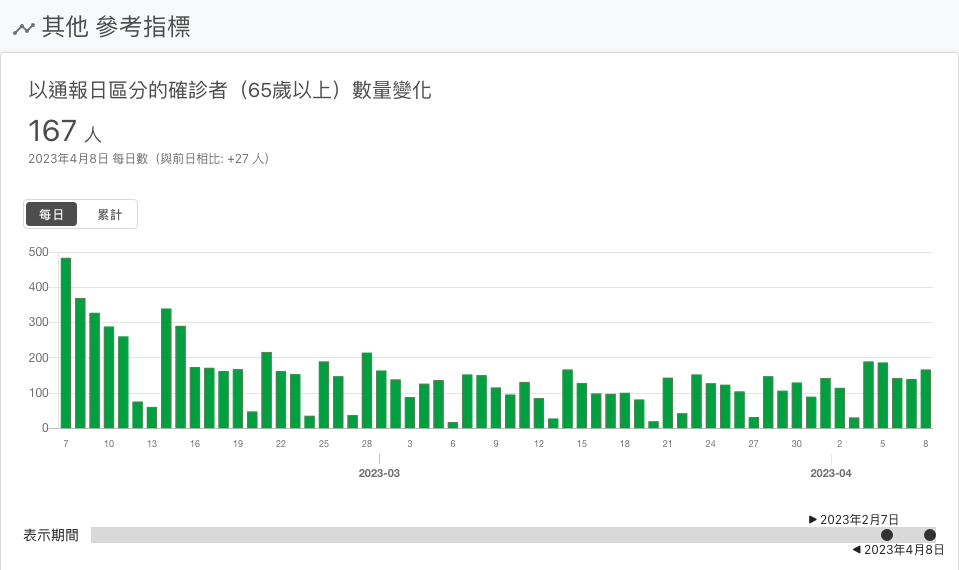 其他 參考指標
以通報日區分的確診者（65歲以上）數量變化
167 人
2023年4月8日 每日數（與前日相比: +27 人）
每日 累計
500
400
300
200
100
0
7 10 13 16 19 22 25 28 3 6 9 12 15 18 21 24 27 30 2 5 8
2023-03 2023-04
▶ 2023年2月7日
表示期間
◀ 2023年4月8日